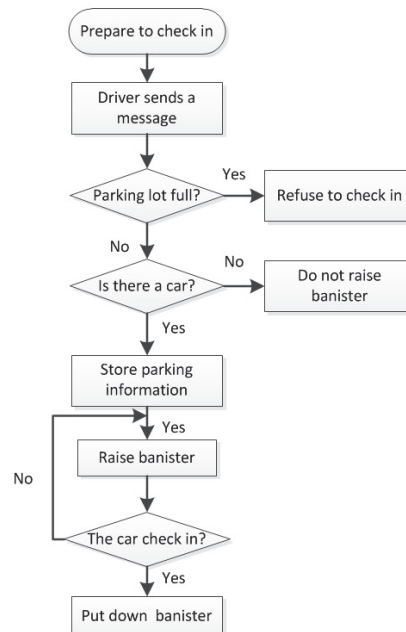 Prepare to check in
Driver sends a
message
Parking lot full?
Yes
Refuse to check in
No
Is there a car?
No
Do not raise
banister
Yes
Store parking
information
Yes
Raise banister
No
The car check in?
Yes
Put down banister